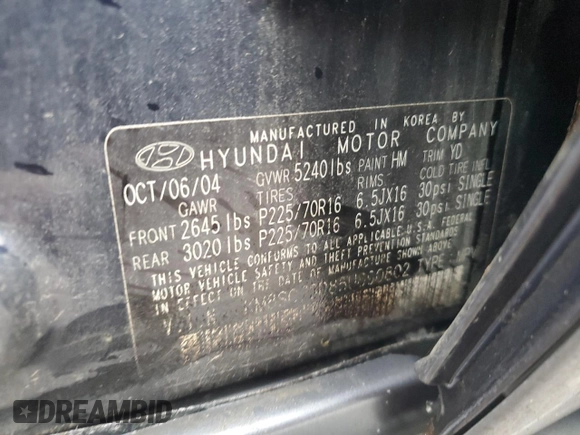 MANUFACTURED IN KOREA BY
HYUNDAI MOTOR COMPANY
OCT/06/04 GVWR 5240lbs PAINT HM TRIM YD
GAWR TIRES RIMS COLD TIRE INFL
FRONT 2645lbs P225/70R16 6.5JX16 30psi SINGLE
REAR 3020lbs P225/70R16 6.5JX16 30psi SINGLE
THIS VEHICLE CONFORMS TO ALL APPLICABLE U.S.A. FEDERAL
MOTOR VEHICLE SAFETY AND THEFT PREVENTION STANDARDS
IN EFFECT ON THE DATE OF MANUFACTURE SHOWN ABOVE.
TYPE
DREAMBID